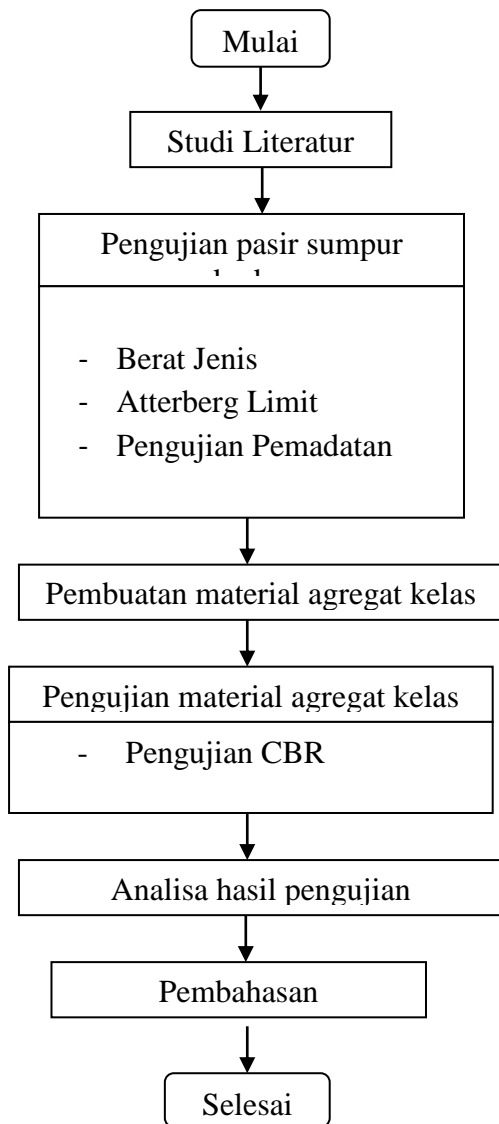 Mulai
Studi Literatur
Pengujian pasir sumpur
- Berat Jenis
- Atterberg Limit
- Pengujian Pemadatan
Pembuatan material agregat kelas
Pengujian material agregat kelas
- Pengujian CBR
Analisa hasil pengujian
Pembahasan
Selesai